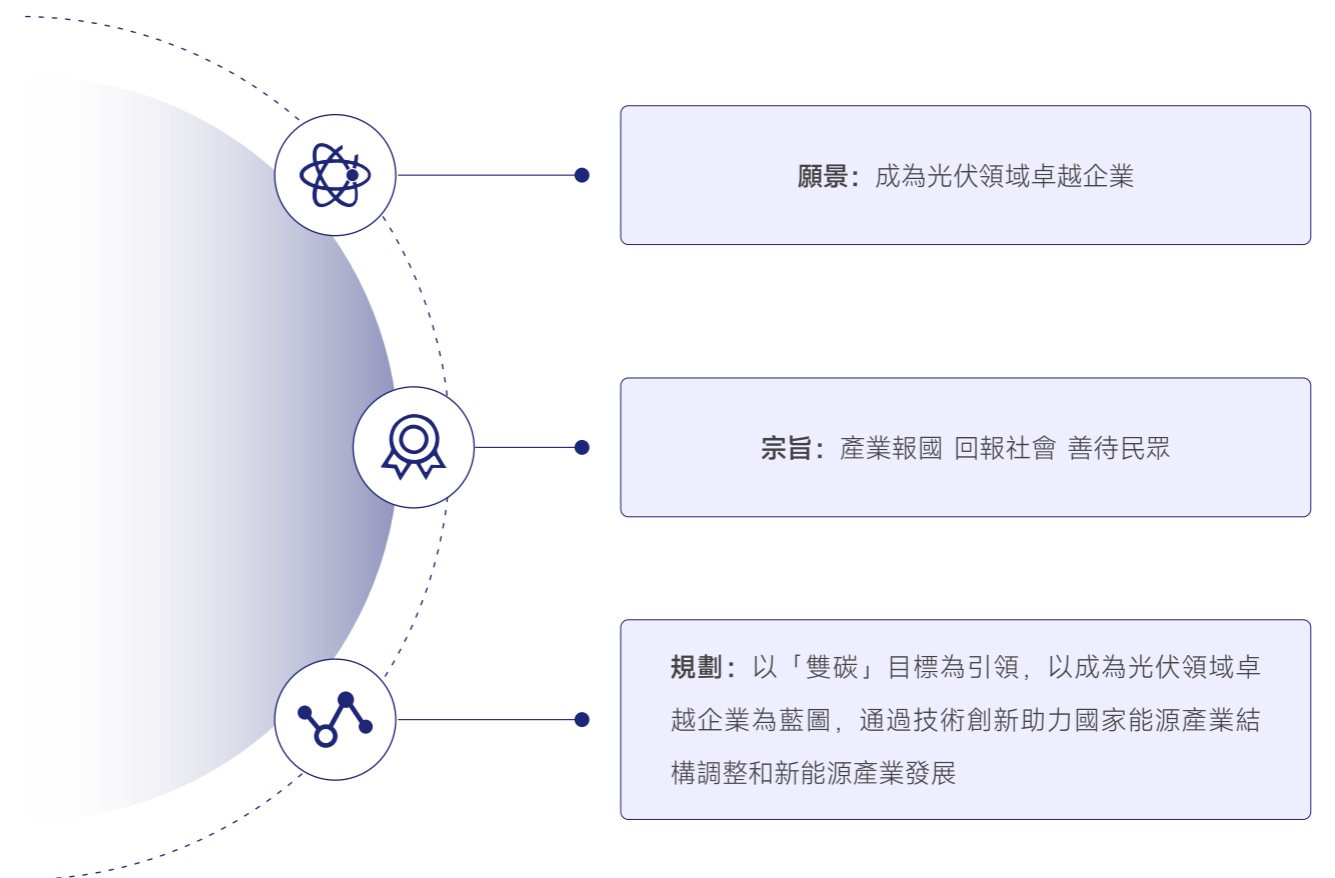 願景：成為光伏領域卓越企業
宗旨：產業報國 回報社會 善待民眾
規劃：以「雙碳」目標為引領，以成為光伏領域卓
越企業為藍圖，通過技術創新助力國家能源產業結
構調整和新能源產業發展